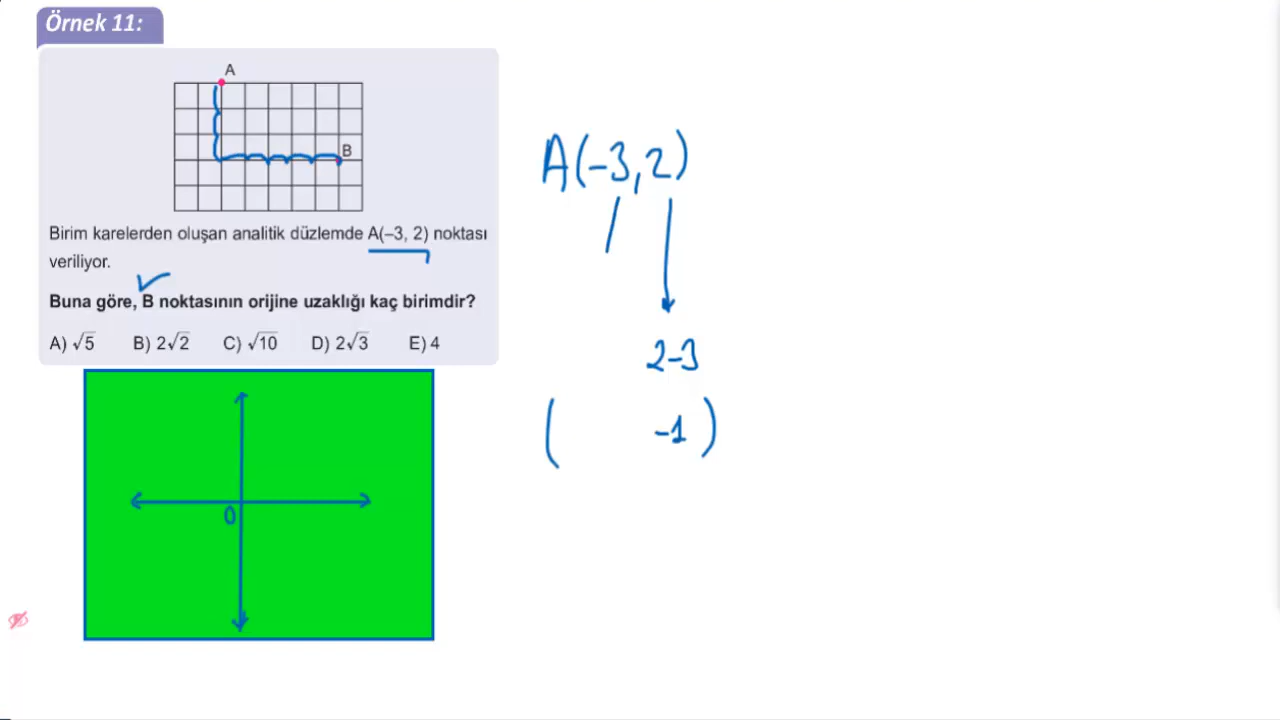 Örnek 11:
A
B
Birim karelerden oluşan analitik düzlemde A(–3, 2) noktası
veriliyor.
Buna göre, B noktasının orijine uzaklığı kaç birimdir?
A) √5 B) 2√2 C) √10 D) 2√3 E) 4
0
A(-3,2)
2-3
( -1 )